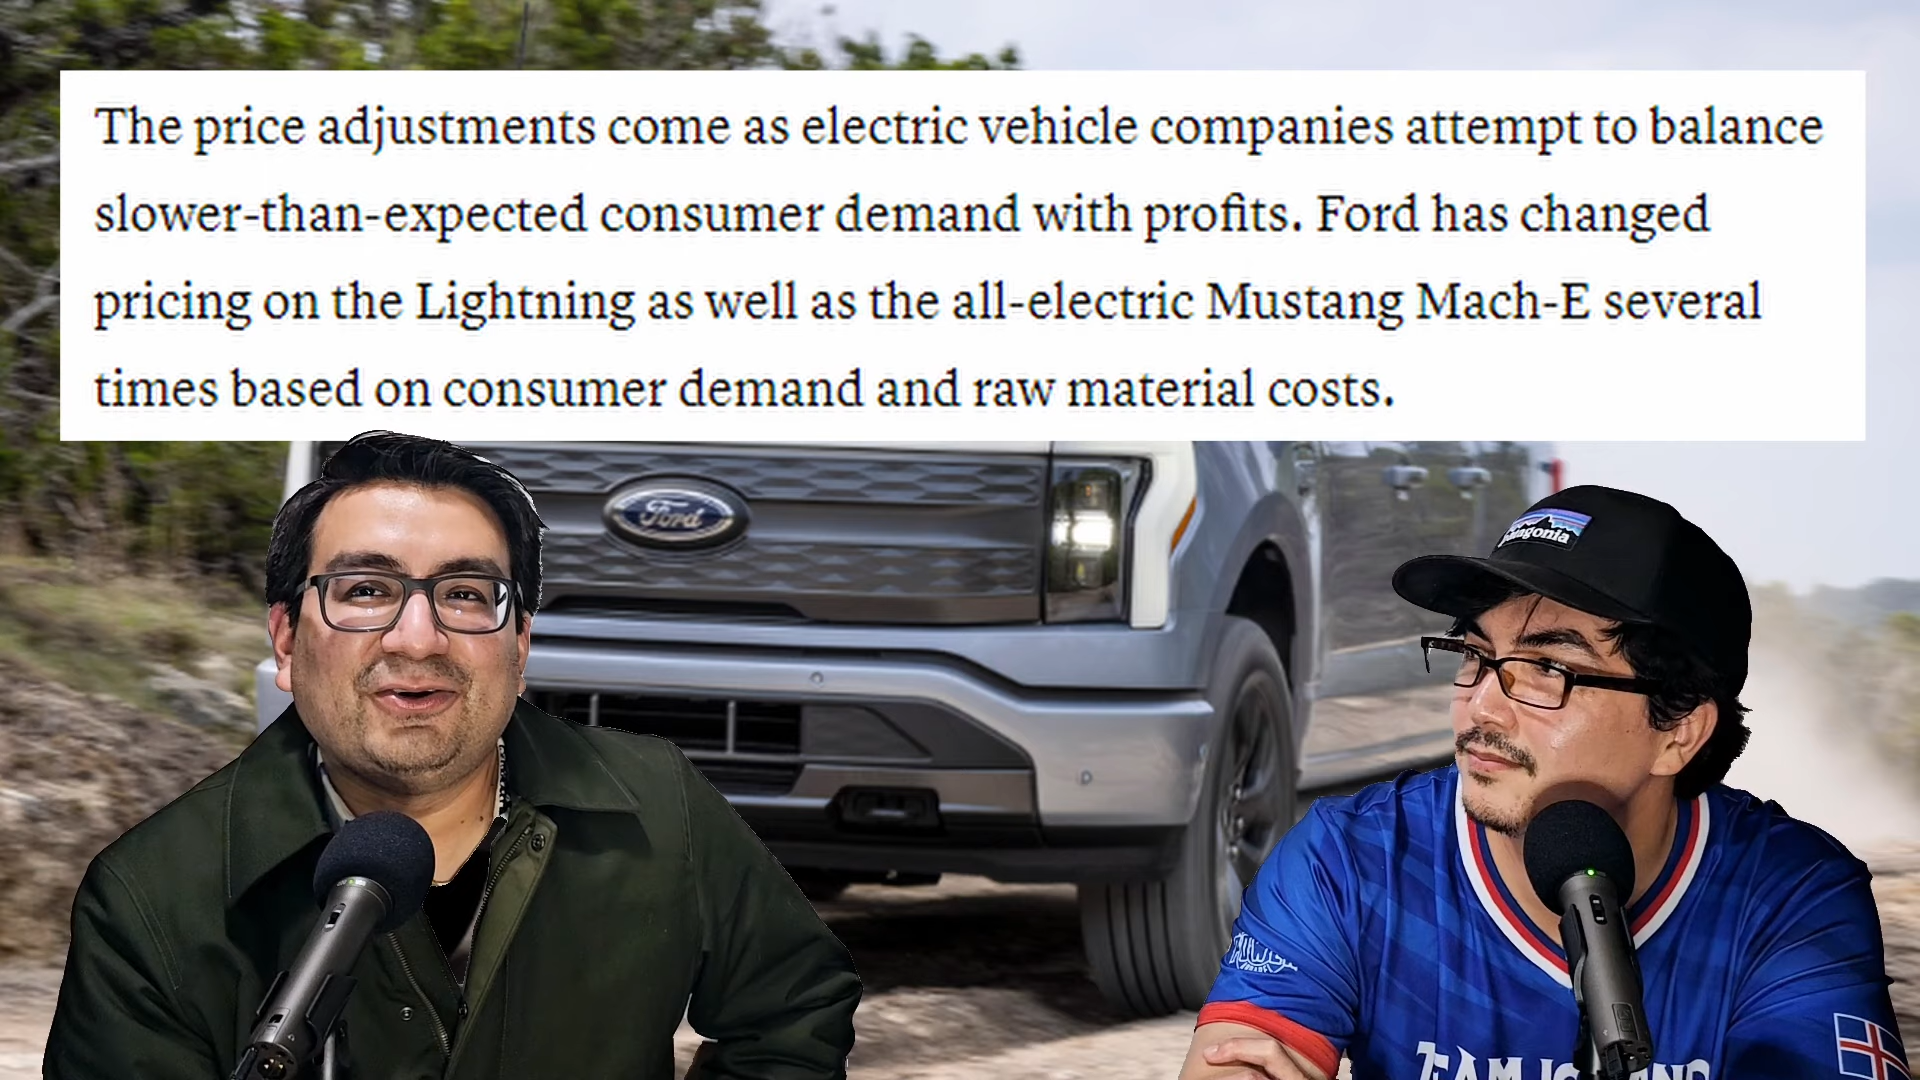 The price adjustments come as electric vehicle companies attempt to balance
slower-than-expected consumer demand with profits. Ford has changed
pricing on the Lightning as well as the all-electric Mustang Mach-E several
times based on consumer demand and raw material costs.
Ford
patagonia
TEAM ICELAND